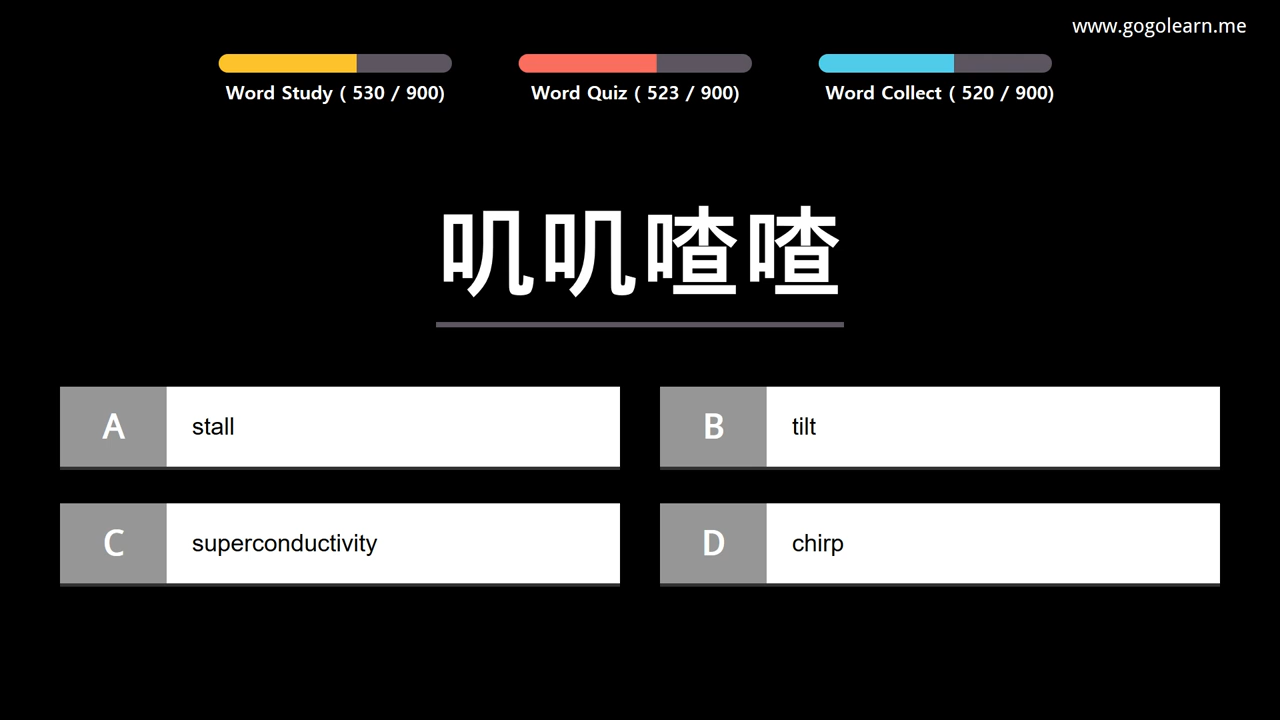 www.gogolearn.me
Word Study ( 530 / 900)
Word Quiz ( 523 / 900)
Word Collect ( 520 / 900)
叽叽喳喳
A
stall
B
tilt
C
superconductivity
D
chirp